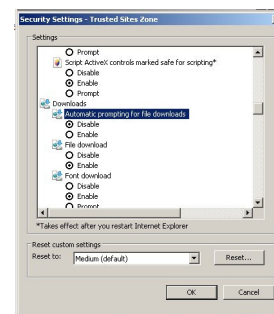 Security Settings - Trusted Sites Zone
Settings
Prompt
Script ActiveX controls marked safe for scripting*
Disable
Enable
Prompt
Downloads
Automatic prompting for file downloads
Disable
Enable
File download
Disable
Enable
Font download
Disable
Enable
Prompt
*Takes effect after you restart Internet Explorer
Reset custom settings
Reset to:
Medium (default)
Reset...
OK
Cancel